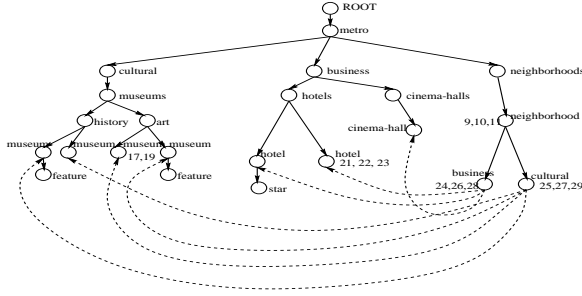 ROOT
metro
cultural
business
neighborhoods
museums
hotels
cinema-halls
history
art
cinema-hall
9,10,11
neighborhood
museum
museum
museum
museum
17,19
hotel
hotel
21, 22, 23
feature
feature
star
business
24,26,28
cultural
25,27,29